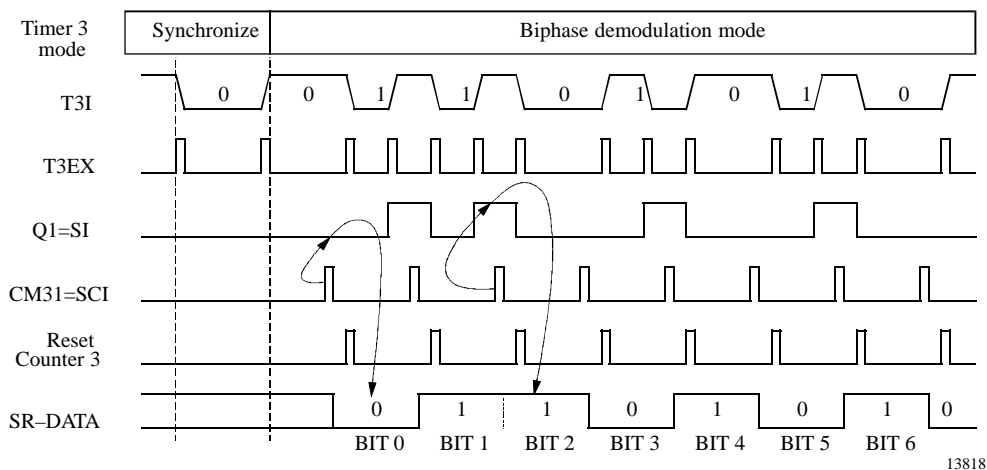 Timer 3
mode
Synchronize
Biphase demodulation mode
T3I
0 0 1 1 0 1 0 1 0
T3EX
Q1=SI
CM31=SCI
Reset
Counter 3
SR–DATA
0 1 1 0 1 0 1 0
BIT 0 BIT 1 BIT 2 BIT 3 BIT 4 BIT 5 BIT 6
13818